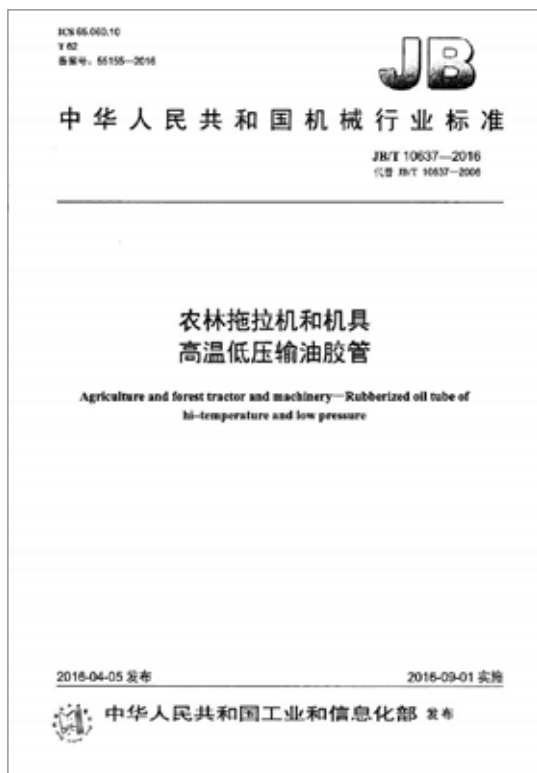 ICS 65.060.10
T 62
备案号：55155—2016
JB
中华人民共和国机械行业标准
JB/T 10637—2016
代替 JB/T 10637—2006
农林拖拉机和机具
高温低压输油胶管
Agriculture and forest tractor and machinery—Rubberized oil tube of
hi-temperature and low pressure
2016-04-05 发布
2016-09-01 实施
中华人民共和国工业和信息化部 发布